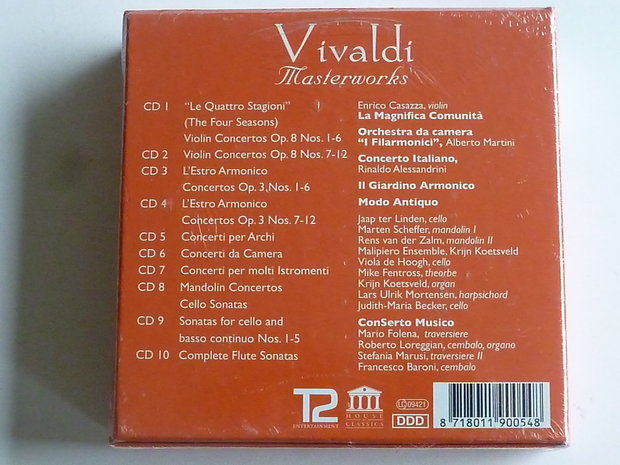 Vivaldi
Masterworks
CD 1 "Le Quattro Stagioni"
(The Four Seasons)
Violin Concertos Op. 8 Nos. 1-6
CD 2 Violin Concertos Op. 8 Nos. 7-12
CD 3 L'Estro Armonico
Concertos Op. 3, Nos. 1-6
CD 4 L'Estro Armonico
Concertos Op. 3 Nos. 7-12
CD 5 Concerti per Archi
CD 6 Concerti da Camera
CD 7 Concerti per molti Istromenti
CD 8 Mandolin Concertos
Cello Sonatas
CD 9 Sonatas for cello and
basso continuo Nos. 1-5
CD 10 Complete Flute Sonatas
Enrico Casazza, violin
La Magnifica Comunità
Orchestra da camera
"I Filarmonici", Alberto Martini
Concerto Italiano,
Rinaldo Alessandrini
Il Giardino Armonico
Modo Antiquo
Jaap ter Linden, cello
Marten Scheffer, mandolin I
Rens van der Zalm, mandolin II
Malipiero Ensemble, Krijn Koetsveld
Viola de Hoogh, cello
Mike Fentross, theorbe
Krijn Koetsveld, organ
Lars Ulrik Mortensen, harpsichord
Judith-Maria Becker, cello
ConSerto Musico
Mario Folena, traversiere
Roberto Loreggian, cembalo, organo
Stefania Marusi, traversiere II
Francesco Baroni, cembalo
T2
ENTERTAINMENT
HOUSE
CLASSICS
LC 09421
DDD
8 718011 900548